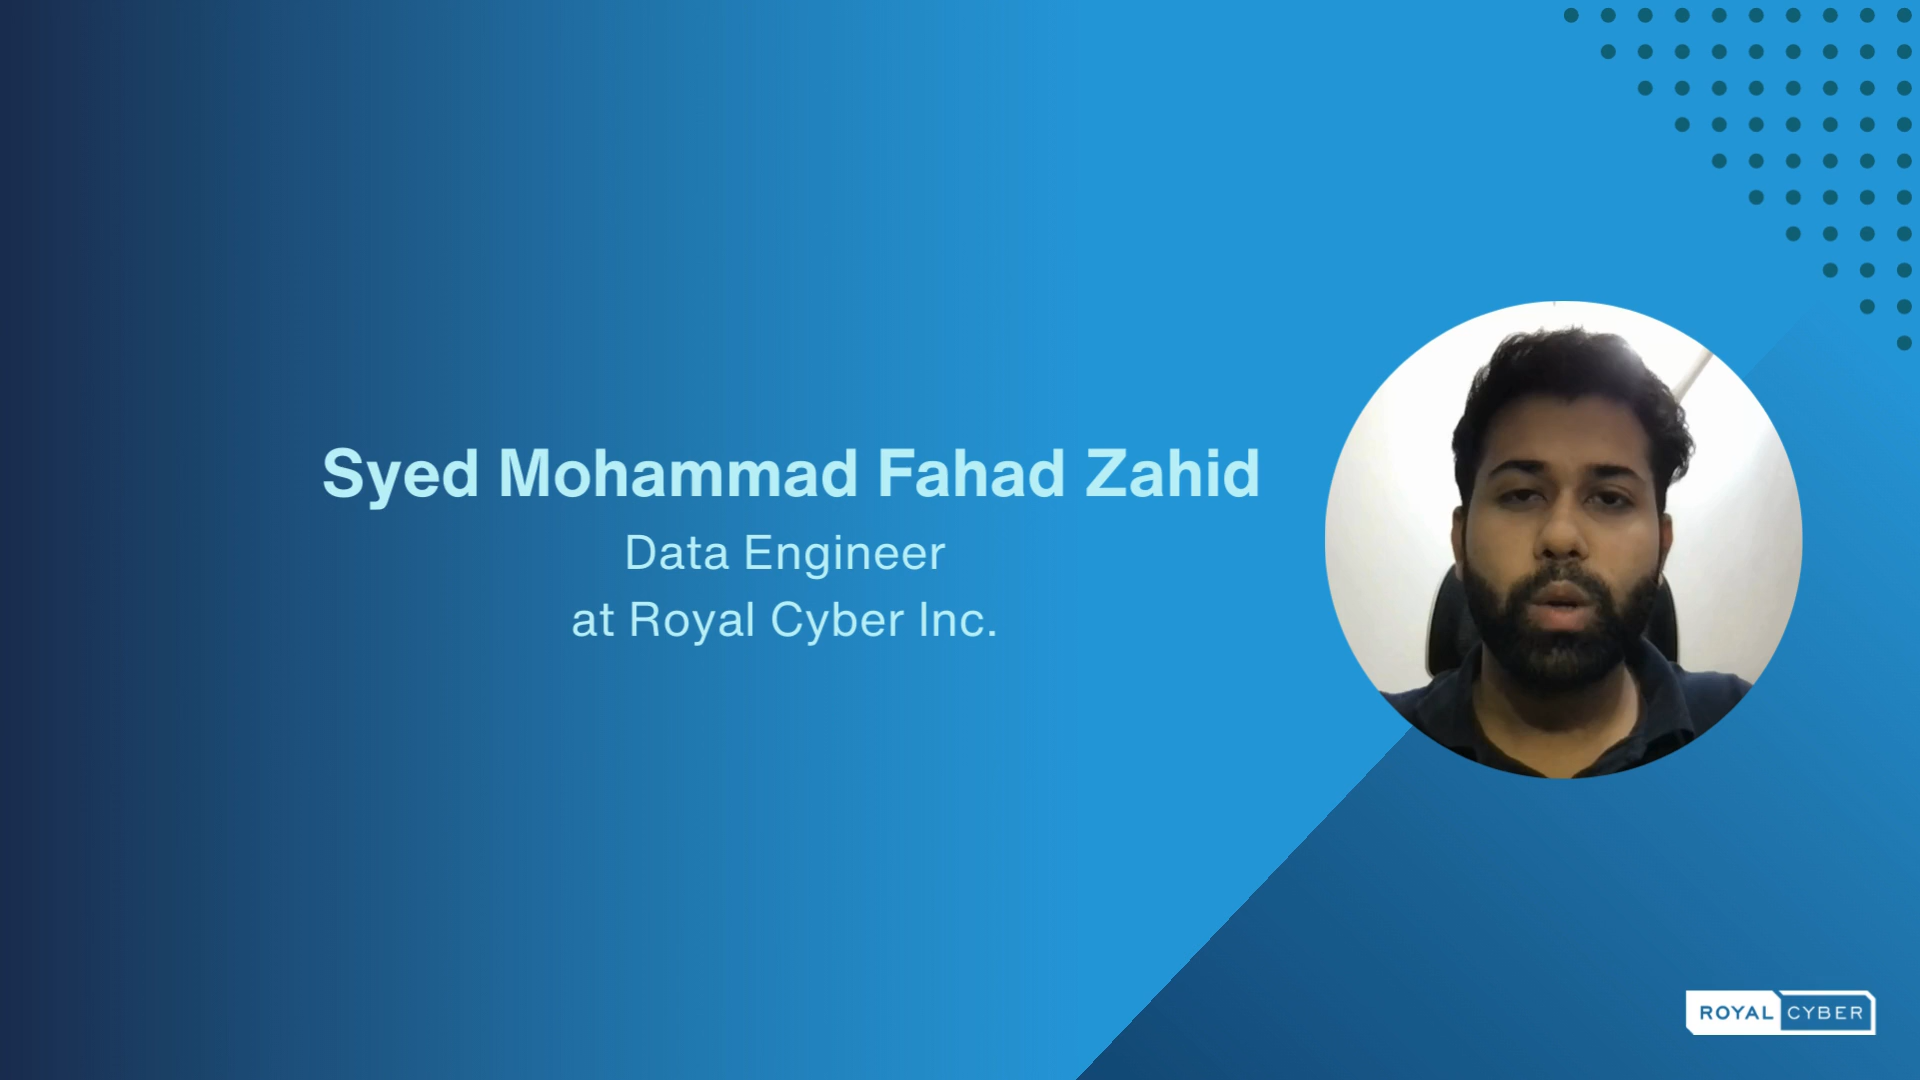 Syed Mohammad Fahad Zahid
Data Engineer
at Royal Cyber Inc.
ROYAL CYBER